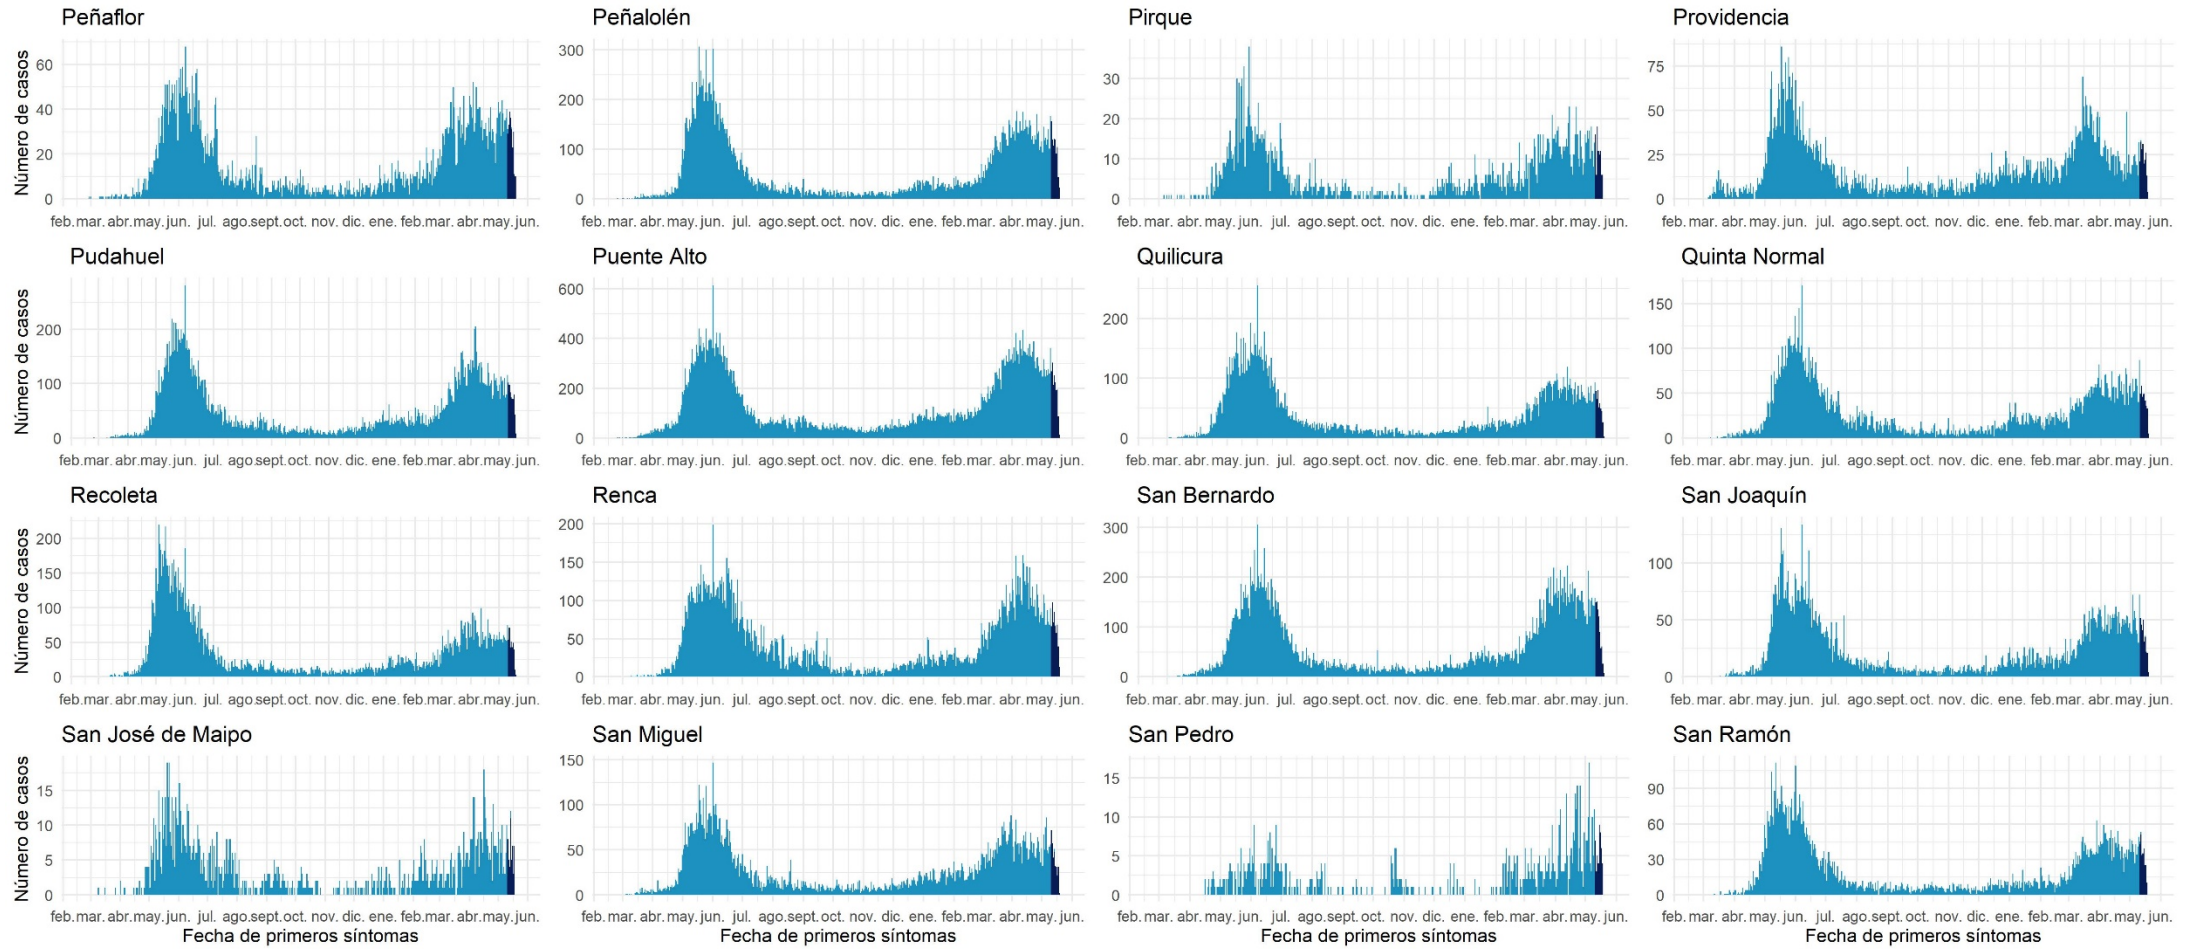 Peñaflor
Peñalolén
Pirque
Providencia
Número de casos
60
40
20
0
300
200
100
0
30
20
10
0
75
50
25
0
feb. mar. abr. may. jun. jul. ago. sept. oct. nov. dic. ene. feb. mar. abr. may. jun.
feb. mar. abr. may. jun. jul. ago. sept. oct. nov. dic. ene. feb. mar. abr. may. jun.
feb. mar. abr. may. jun. jul. ago. sept. oct. nov. dic. ene. feb. mar. abr. may. jun.
feb. mar. abr. may. jun. jul. ago. sept. oct. nov. dic. ene. feb. mar. abr. may. jun.
Pudahuel
Puente Alto
Quilicura
Quinta Normal
Número de casos
200
100
0
600
400
200
0
200
100
0
150
100
50
0
feb. mar. abr. may. jun. jul. ago. sept. oct. nov. dic. ene. feb. mar. abr. may. jun.
feb. mar. abr. may. jun. jul. ago. sept. oct. nov. dic. ene. feb. mar. abr. may. jun.
feb. mar. abr. may. jun. jul. ago. sept. oct. nov. dic. ene. feb. mar. abr. may. jun.
feb. mar. abr. may. jun. jul. ago. sept. oct. nov. dic. ene. feb. mar. abr. may. jun.
Recoleta
Renca
San Bernardo
San Joaquín
Número de casos
200
150
100
50
0
200
150
100
50
0
300
200
100
0
100
50
0
feb. mar. abr. may. jun. jul. ago. sept. oct. nov. dic. ene. feb. mar. abr. may. jun.
feb. mar. abr. may. jun. jul. ago. sept. oct. nov. dic. ene. feb. mar. abr. may. jun.
feb. mar. abr. may. jun. jul. ago. sept. oct. nov. dic. ene. feb. mar. abr. may. jun.
feb. mar. abr. may. jun. jul. ago. sept. oct. nov. dic. ene. feb. mar. abr. may. jun.
San José de Maipo
San Miguel
San Pedro
San Ramón
Número de casos
15
10
5
0
150
100
50
0
15
10
5
0
90
60
30
0
feb. mar. abr. may. jun. jul. ago. sept. oct. nov. dic. ene. feb. mar. abr. may. jun.
feb. mar. abr. may. jun. jul. ago. sept. oct. nov. dic. ene. feb. mar. abr. may. jun.
feb. mar. abr. may. jun. jul. ago. sept. oct. nov. dic. ene. feb. mar. abr. may. jun.
feb. mar. abr. may. jun. jul. ago. sept. oct. nov. dic. ene. feb. mar. abr. may. jun.
Fecha de primeros síntomas
Fecha de primeros síntomas
Fecha de primeros síntomas
Fecha de primeros síntomas